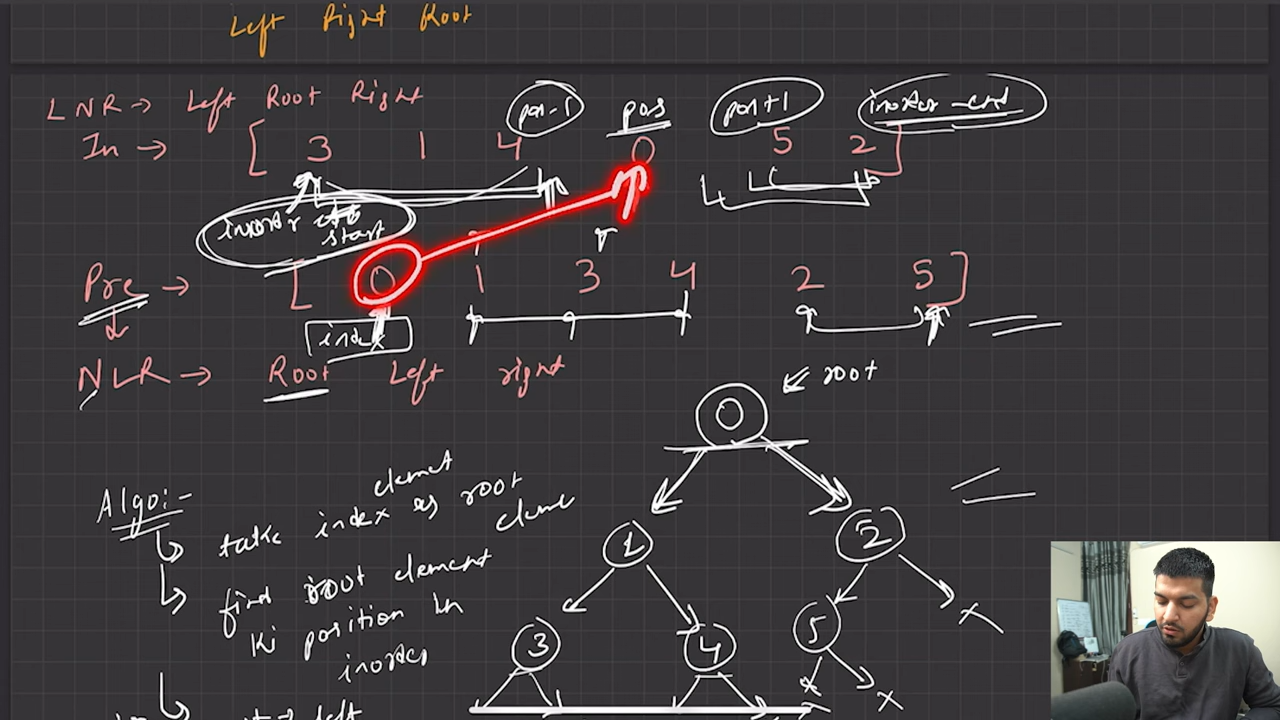 Left Right Root
LNR → Left Root Right
pos-1 pos pos+1 inorder-end
In → [ 3 1 4 0 5 2 ]
inorder start
Pre → [ 0 1 3 4 2 5 ]
index
NLR → Root Left right
root
0
Algo:-
element
take index as root
1 2
find root element
ki position in
inorder
3 4 5
x x x
left